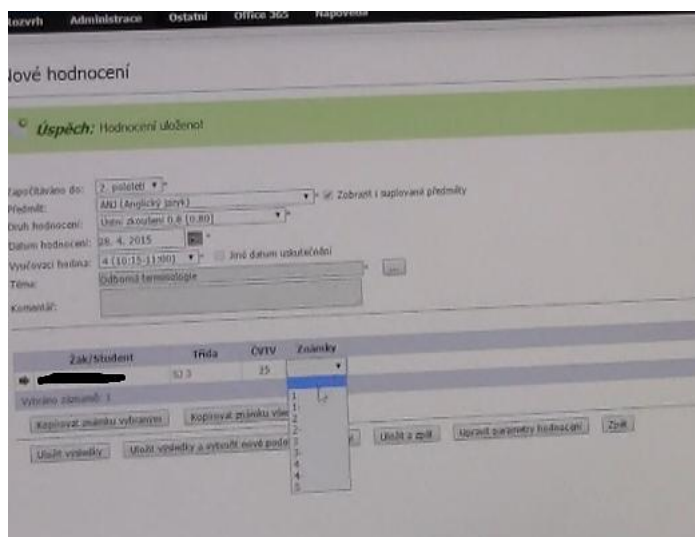 Rozvrh Administrace Ostatní Office 365 Nápověda
Nové hodnocení
Úspěch: Hodnocení uloženo!
Započítáváno do: 2. pololetí *
Předmět: ANJ (Anglický jazyk) * Zobrazit i suplované předměty
Druh hodnocení: Ústní zkoušení 0,8 [0,80] *
Datum hodnocení: 28. 4. 2015 *
Vyučovací hodina: 4 (10:15-11:00) * Jiné datum uskutečnění
Téma: Odborná terminologie * ...
Komentář:
Žák/Student Třída ČVTV Známky
25
Vybráno záznamů: 1
1
1-
2
2-
3
3-
4
4-
5
Kopírovat známku vybraným Kopírovat známku
Uložit výsledky Uložit výsledky a vytvořit nové Uložit a zpět Upravit parametry hodnocení Zpět